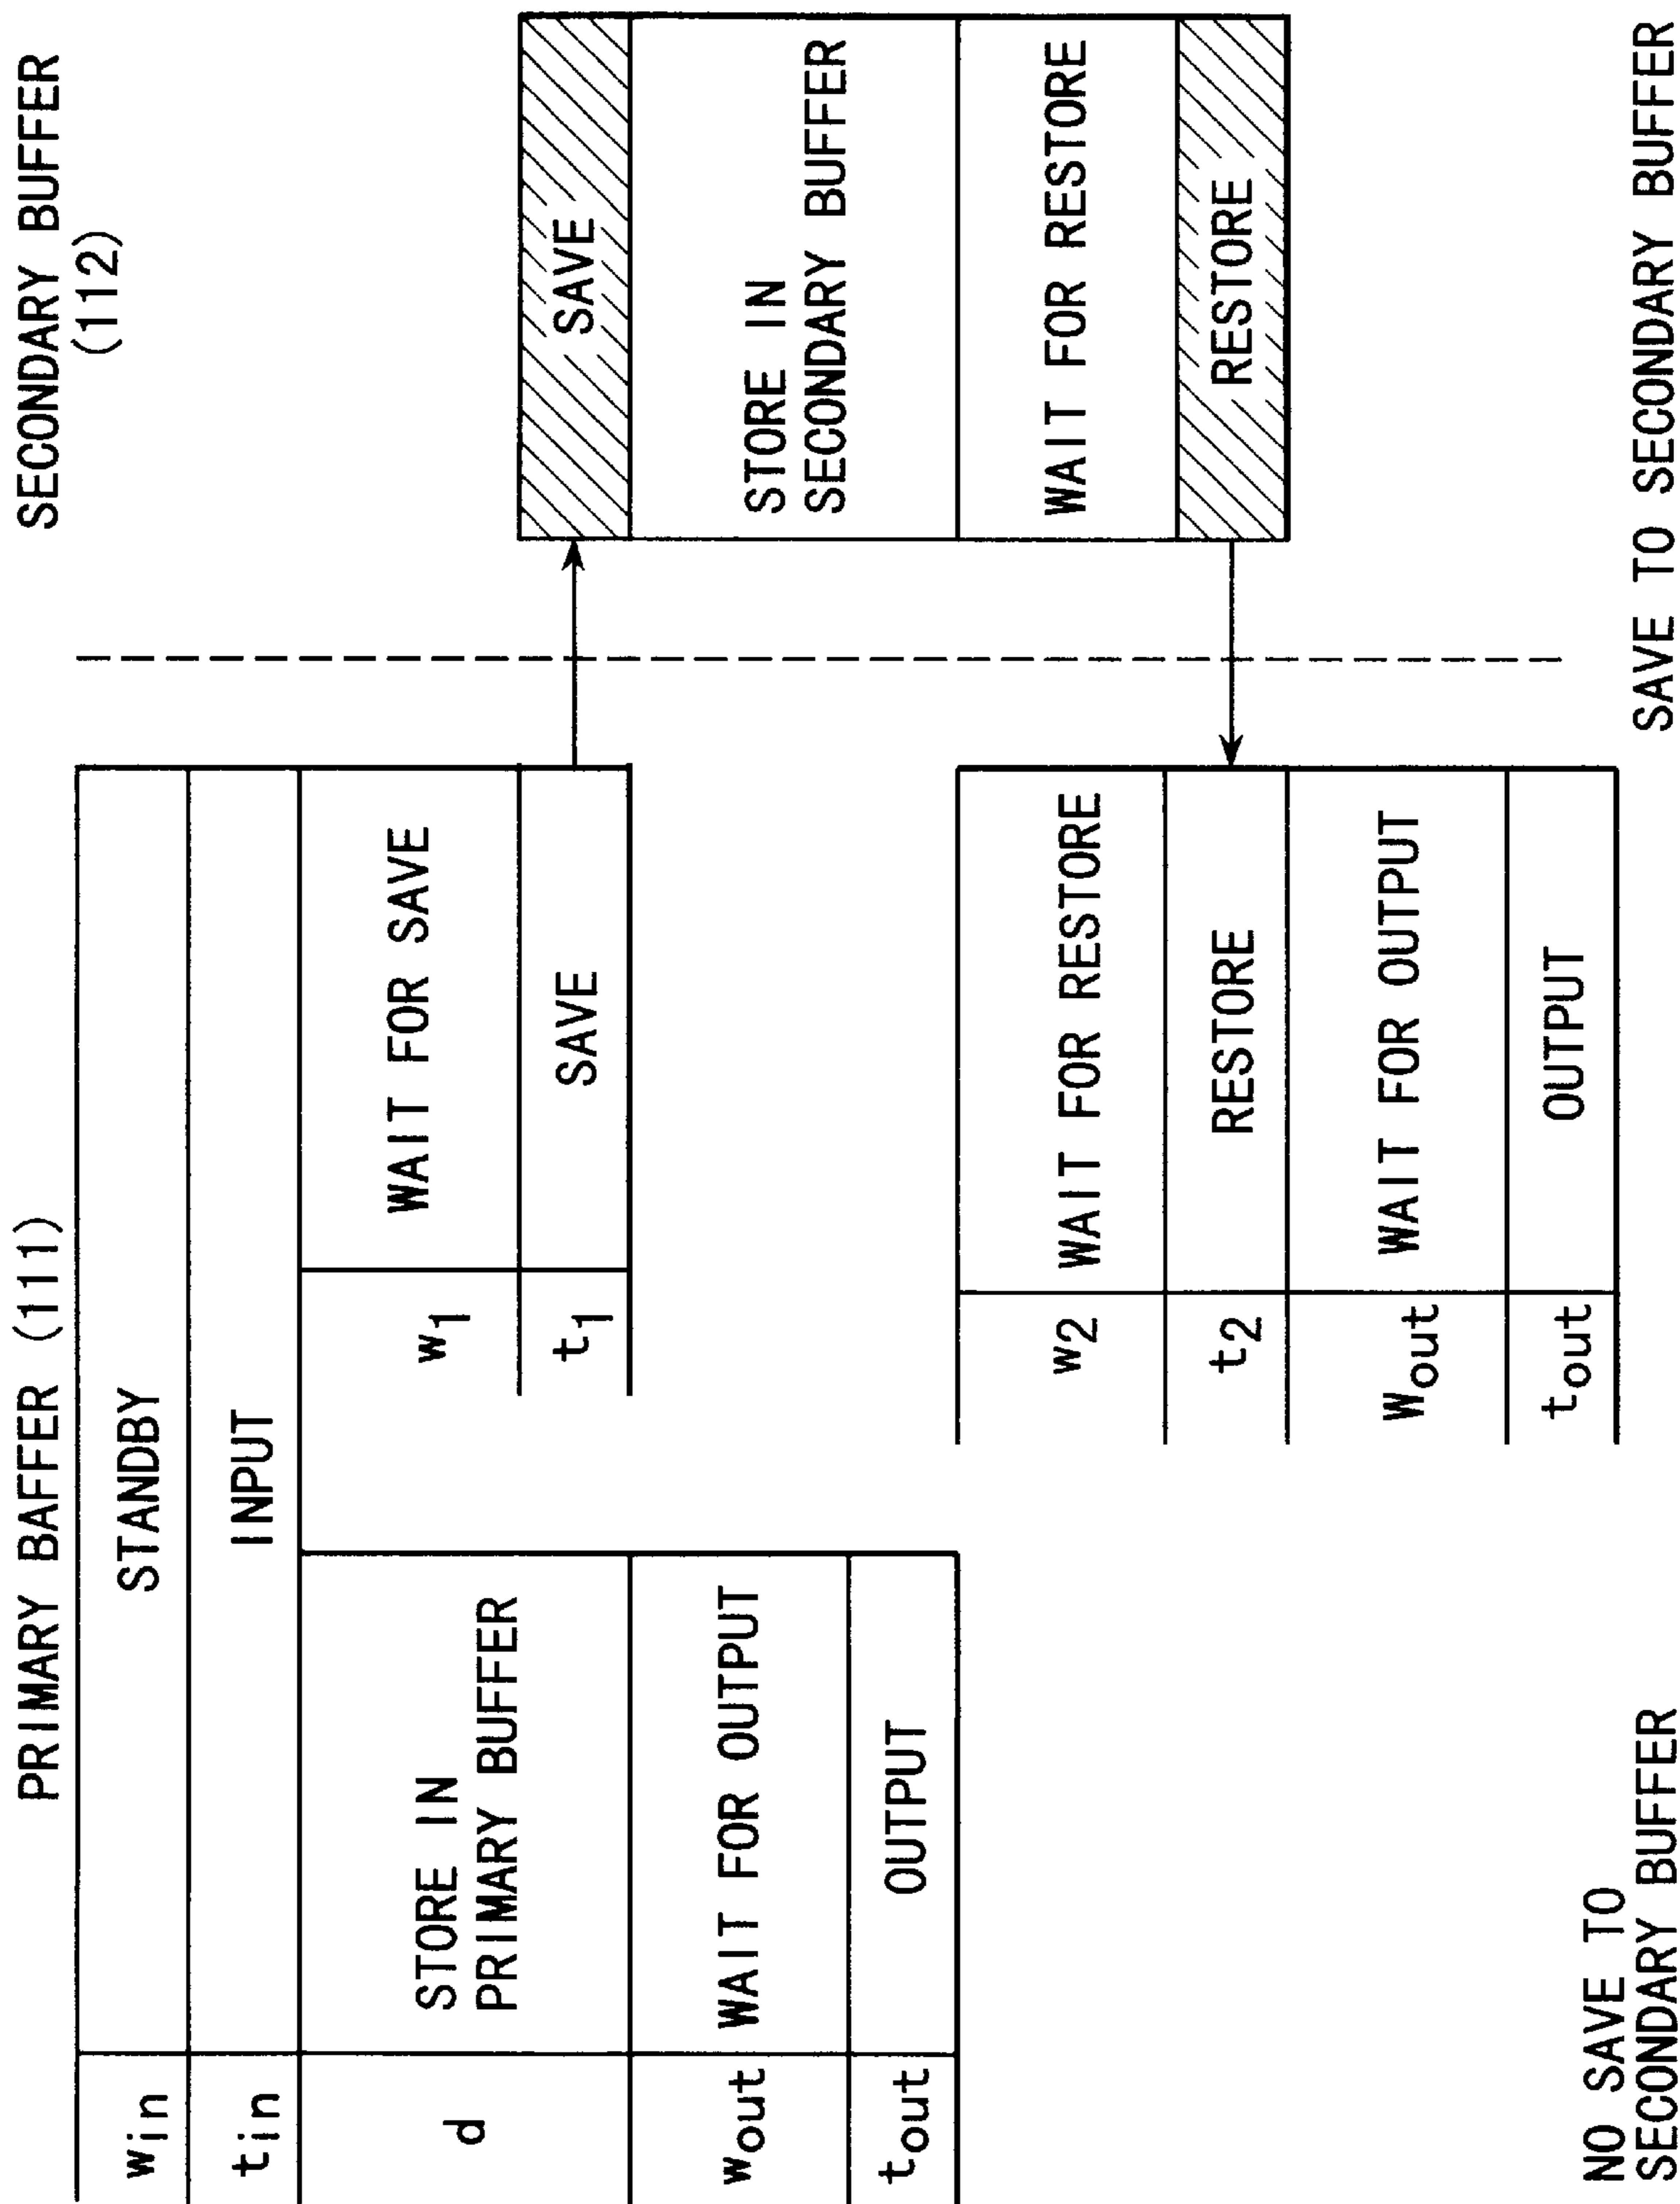 PRIMARY BAFFER (111)
SECONDARY BUFFER
(112)
win
STANDBY
tin
INPUT
d
STORE IN
PRIMARY BUFFER
wout
WAIT FOR OUTPUT
tout
OUTPUT
w1
WAIT FOR SAVE
t1
SAVE
SAVE
STORE IN
SECONDARY BUFFER
WAIT FOR RESTORE
RESTORE
w2
WAIT FOR RESTORE
t2
RESTORE
Wout
WAIT FOR OUTPUT
tout
OUTPUT
NO SAVE TO
SECONDARY BUFFER
SAVE TO SECONDARY BUFFER